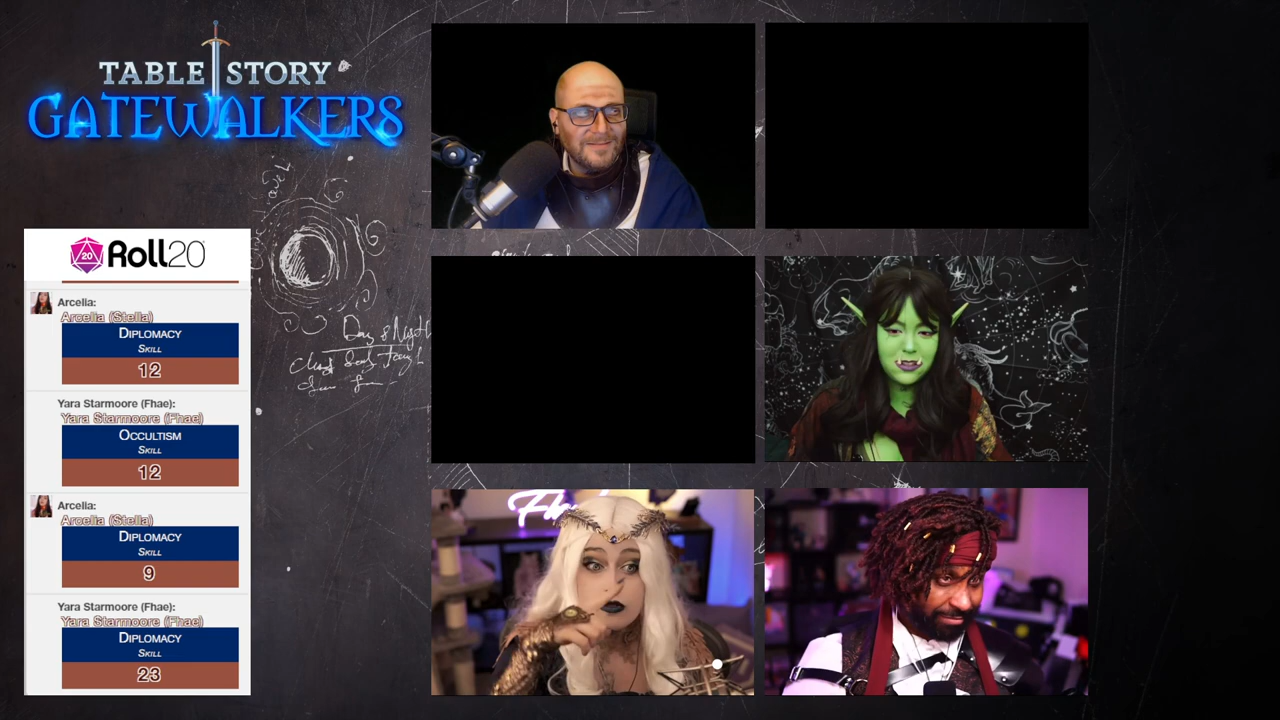 TABLE STORY
GATEWALKERS
20 Roll20
Arcelia:
Arcelia (Stella)
DIPLOMACY
SKILL
12
Yara Starmoore (Fhae):
Yara Starmoore (Fhae)
OCCULTISM
SKILL
12
Arcelia:
Arcelia (Stella)
DIPLOMACY
SKILL
9
Yara Starmoore (Fhae):
Yara Starmoore (Fhae)
DIPLOMACY
SKILL
23